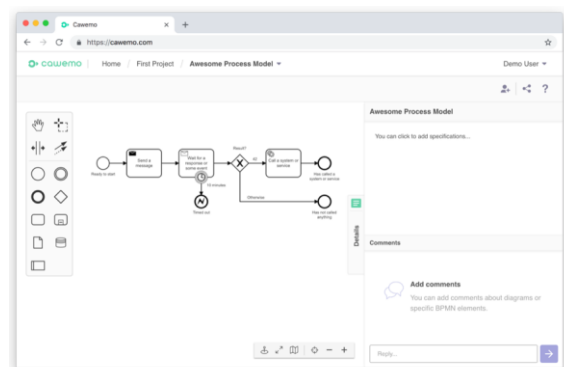 Cawemo
https://cawemo.com
cawemo
Home / First Project / Awesome Process Model
Demo User
?
Awesome Process Model
You can click to add specifications...
Ready to start
Send a
message
Wait for a
response or
some event
10 minutes
Timed out
Result?
Call a system or
service
Has called a
system or service
Otherwise
Has not called
anything
Details
Comments
Add comments
You can add comments about diagrams or
specific BPMN elements.
Reply...